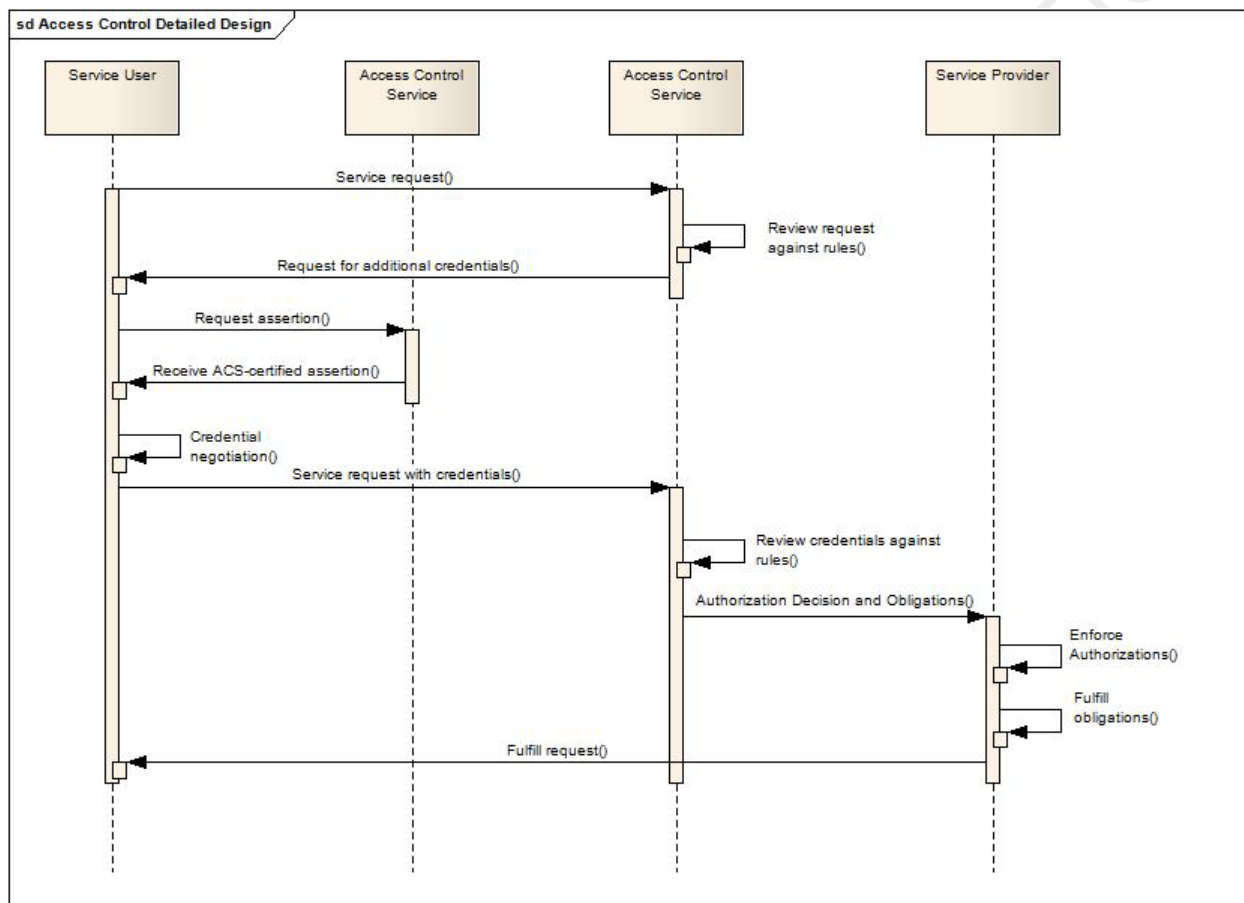 sd Access Control Detailed Design
Service User
Access Control
Service
Access Control
Service
Service Provider
Service request()
Review request
against rules()
Request for additional credentials()
Request assertion()
Receive ACS-certified assertion()
Credential
negotiation()
Service request with credentials()
Review credentials against
rules()
Authorization Decision and Obligations()
Enforce
Authorizations()
Fulfill
obligations()
Fulfill request()